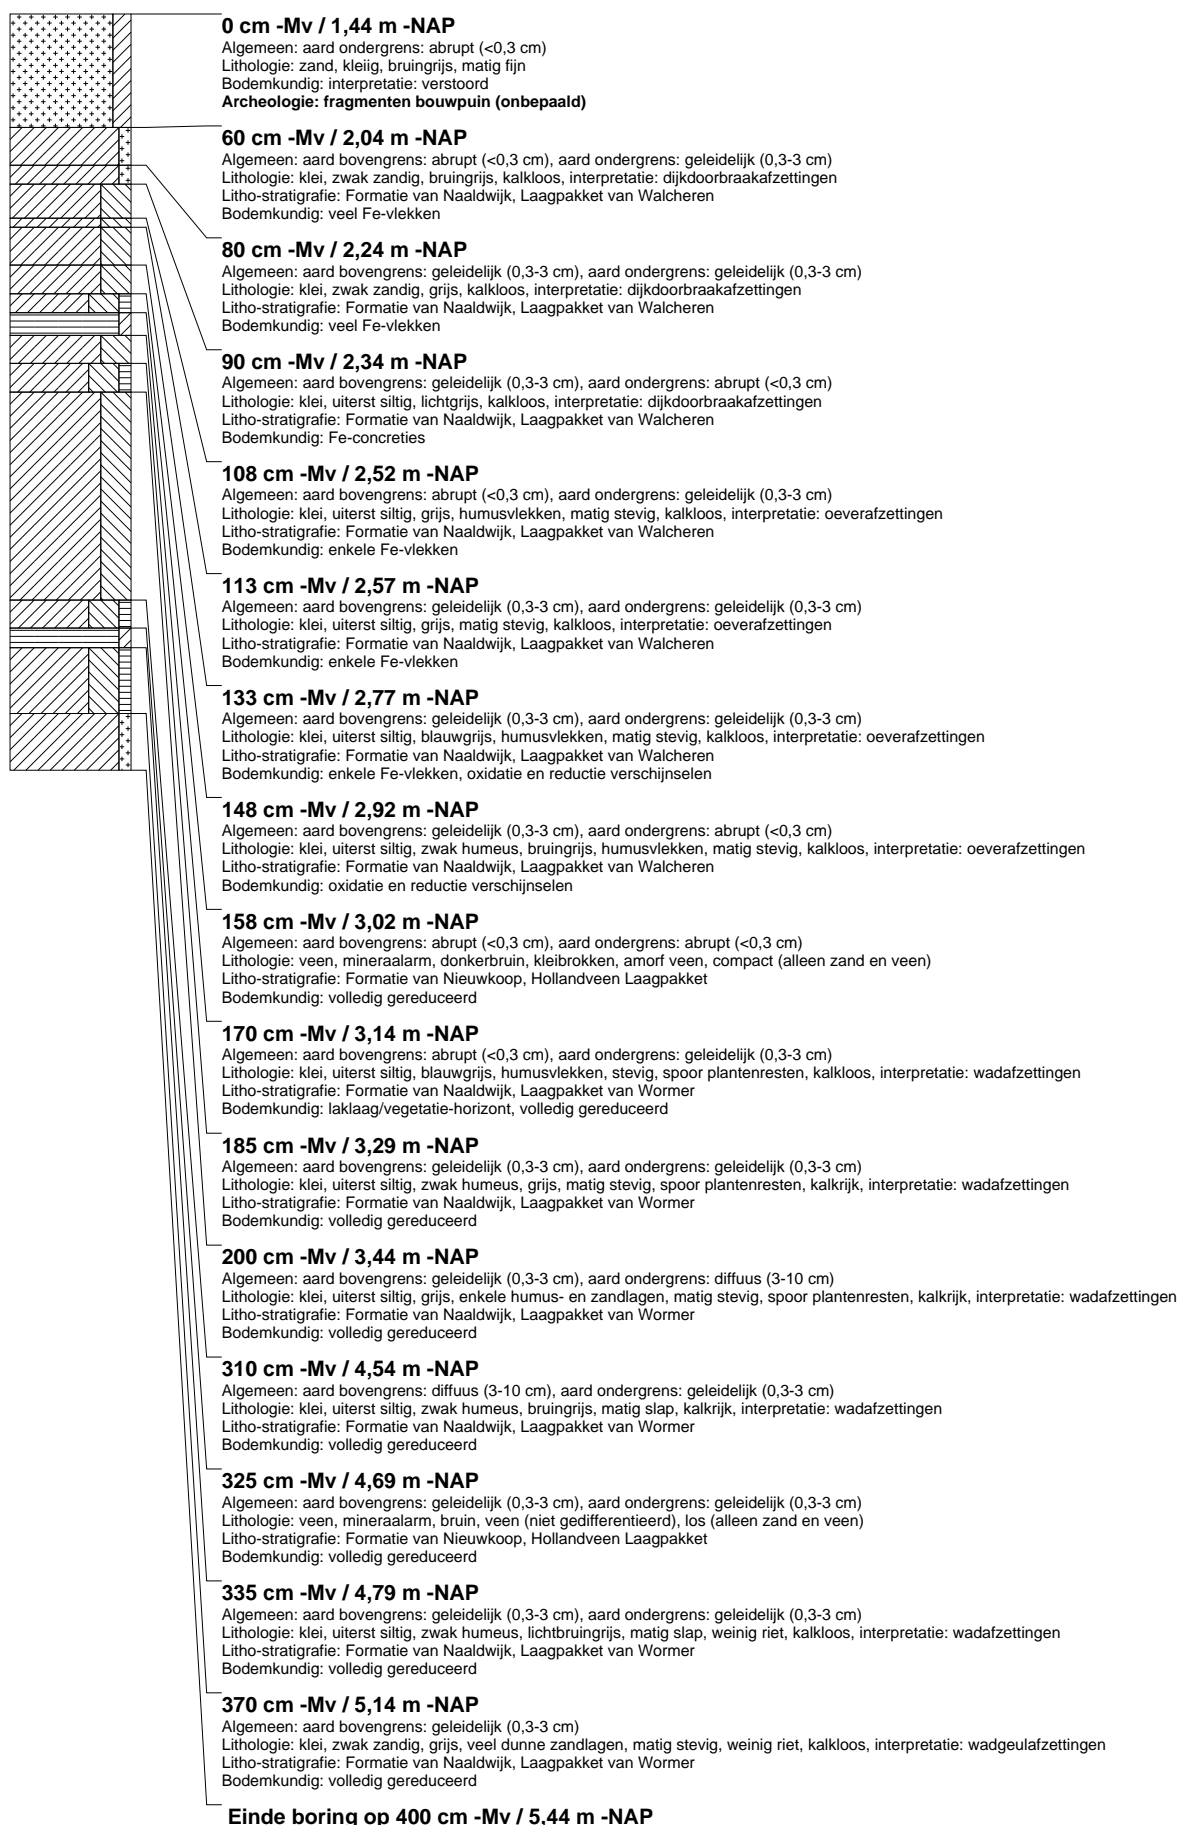 0 cm -Mv / 1,44 m -NAP
Algemeen: aard ondergrens: abrupt (<0,3 cm)
Lithologie: zand, kleiig, bruingrijs, matig fijn
Bodemkundig: interpretatie: verstoord
Archeologie: fragmenten bouwpuin (onbepaald)
60 cm -Mv / 2,04 m -NAP
Algemeen: aard bovengrens: abrupt (<0,3 cm), aard ondergrens: geleidelijk (0,3-3 cm)
Lithologie: klei, zwak zandig, bruingrijs, kalkloos, interpretatie: dijkdoorbraakafzettingen
Litho-stratigrafie: Formatie van Naaldwijk, Laagpakket van Walcheren
Bodemkundig: veel Fe-vlekken
80 cm -Mv / 2,24 m -NAP
Algemeen: aard bovengrens: geleidelijk (0,3-3 cm), aard ondergrens: geleidelijk (0,3-3 cm)
Lithologie: klei, zwak zandig, grijs, kalkloos, interpretatie: dijkdoorbraakafzettingen
Litho-stratigrafie: Formatie van Naaldwijk, Laagpakket van Walcheren
Bodemkundig: veel Fe-vlekken
90 cm -Mv / 2,34 m -NAP
Algemeen: aard bovengrens: geleidelijk (0,3-3 cm), aard ondergrens: abrupt (<0,3 cm)
Lithologie: klei, uiterst siltig, lichtgrijs, kalkloos, interpretatie: dijkdoorbraakafzettingen
Litho-stratigrafie: Formatie van Naaldwijk, Laagpakket van Walcheren
Bodemkundig: Fe-concreties
108 cm -Mv / 2,52 m -NAP
Algemeen: aard bovengrens: abrupt (<0,3 cm), aard ondergrens: geleidelijk (0,3-3 cm)
Lithologie: klei, uiterst siltig, grijs, humusvlekken, matig stevig, kalkloos, interpretatie: oeverafzettingen
Litho-stratigrafie: Formatie van Naaldwijk, Laagpakket van Walcheren
Bodemkundig: enkele Fe-vlekken
113 cm -Mv / 2,57 m -NAP
Algemeen: aard bovengrens: geleidelijk (0,3-3 cm), aard ondergrens: geleidelijk (0,3-3 cm)
Lithologie: klei, uiterst siltig, grijs, matig stevig, kalkloos, interpretatie: oeverafzettingen
Litho-stratigrafie: Formatie van Naaldwijk, Laagpakket van Walcheren
Bodemkundig: enkele Fe-vlekken
133 cm -Mv / 2,77 m -NAP
Algemeen: aard bovengrens: geleidelijk (0,3-3 cm), aard ondergrens: geleidelijk (0,3-3 cm)
Lithologie: klei, uiterst siltig, blauwgrijs, humusvlekken, matig stevig, kalkloos, interpretatie: oeverafzettingen
Litho-stratigrafie: Formatie van Naaldwijk, Laagpakket van Walcheren
Bodemkundig: enkele Fe-vlekken, oxidatie en reductie verschijnselen
148 cm -Mv / 2,92 m -NAP
Algemeen: aard bovengrens: geleidelijk (0,3-3 cm), aard ondergrens: abrupt (<0,3 cm)
Lithologie: klei, uiterst siltig, zwak humeus, bruingrijs, humusvlekken, matig stevig, kalkloos, interpretatie: oeverafzettingen
Litho-stratigrafie: Formatie van Naaldwijk, Laagpakket van Walcheren
Bodemkundig: oxidatie en reductie verschijnselen
158 cm -Mv / 3,02 m -NAP
Algemeen: aard bovengrens: abrupt (<0,3 cm), aard ondergrens: abrupt (<0,3 cm)
Lithologie: veen, mineraalarm, donkerbruin, kleibrokken, amorf veen, compact (alleen zand en veen)
Litho-stratigrafie: Formatie van Nieuwkoop, Hollandveen Laagpakket
Bodemkundig: volledig gereduceerd
170 cm -Mv / 3,14 m -NAP
Algemeen: aard bovengrens: abrupt (<0,3 cm), aard ondergrens: geleidelijk (0,3-3 cm)
Lithologie: klei, uiterst siltig, blauwgrijs, humusvlekken, stevig, spoor plantenresten, kalkloos, interpretatie: wadafzettingen
Litho-stratigrafie: Formatie van Naaldwijk, Laagpakket van Wormer
Bodemkundig: laklaag/vegetatie-horizont, volledig gereduceerd
185 cm -Mv / 3,29 m -NAP
Algemeen: aard bovengrens: geleidelijk (0,3-3 cm), aard ondergrens: geleidelijk (0,3-3 cm)
Lithologie: klei, uiterst siltig, zwak humeus, grijs, matig stevig, spoor plantenresten, kalkrijk, interpretatie: wadafzettingen
Litho-stratigrafie: Formatie van Naaldwijk, Laagpakket van Wormer
Bodemkundig: volledig gereduceerd
200 cm -Mv / 3,44 m -NAP
Algemeen: aard bovengrens: geleidelijk (0,3-3 cm), aard ondergrens: diffuus (3-10 cm)
Lithologie: klei, uiterst siltig, grijs, enkele humus- en zandlagen, matig stevig, spoor plantenresten, kalkrijk, interpretatie: wadafzettingen
Litho-stratigrafie: Formatie van Naaldwijk, Laagpakket van Wormer
Bodemkundig: volledig gereduceerd
310 cm -Mv / 4,54 m -NAP
Algemeen: aard bovengrens: diffuus (3-10 cm), aard ondergrens: geleidelijk (0,3-3 cm)
Lithologie: klei, uiterst siltig, zwak humeus, bruingrijs, matig slap, kalkrijk, interpretatie: wadafzettingen
Litho-stratigrafie: Formatie van Naaldwijk, Laagpakket van Wormer
Bodemkundig: volledig gereduceerd
325 cm -Mv / 4,69 m -NAP
Algemeen: aard bovengrens: geleidelijk (0,3-3 cm), aard ondergrens: geleidelijk (0,3-3 cm)
Lithologie: veen, mineraalarm, bruin, veen (niet gedifferentieerd), los (alleen zand en veen)
Litho-stratigrafie: Formatie van Nieuwkoop, Hollandveen Laagpakket
Bodemkundig: volledig gereduceerd
335 cm -Mv / 4,79 m -NAP
Algemeen: aard bovengrens: geleidelijk (0,3-3 cm), aard ondergrens: geleidelijk (0,3-3 cm)
Lithologie: klei, uiterst siltig, zwak humeus, lichtbruingrijs, matig slap, weinig riet, kalkloos, interpretatie: wadafzettingen
Litho-stratigrafie: Formatie van Naaldwijk, Laagpakket van Wormer
Bodemkundig: volledig gereduceerd
370 cm -Mv / 5,14 m -NAP
Algemeen: aard bovengrens: geleidelijk (0,3-3 cm)
Lithologie: klei, zwak zandig, grijs, veel dunne zandlagen, matig stevig, weinig riet, kalkloos, interpretatie: wadgeulafzettingen
Litho-stratigrafie: Formatie van Naaldwijk, Laagpakket van Wormer
Bodemkundig: volledig gereduceerd
Einde boring op 400 cm -Mv / 5,44 m -NAP